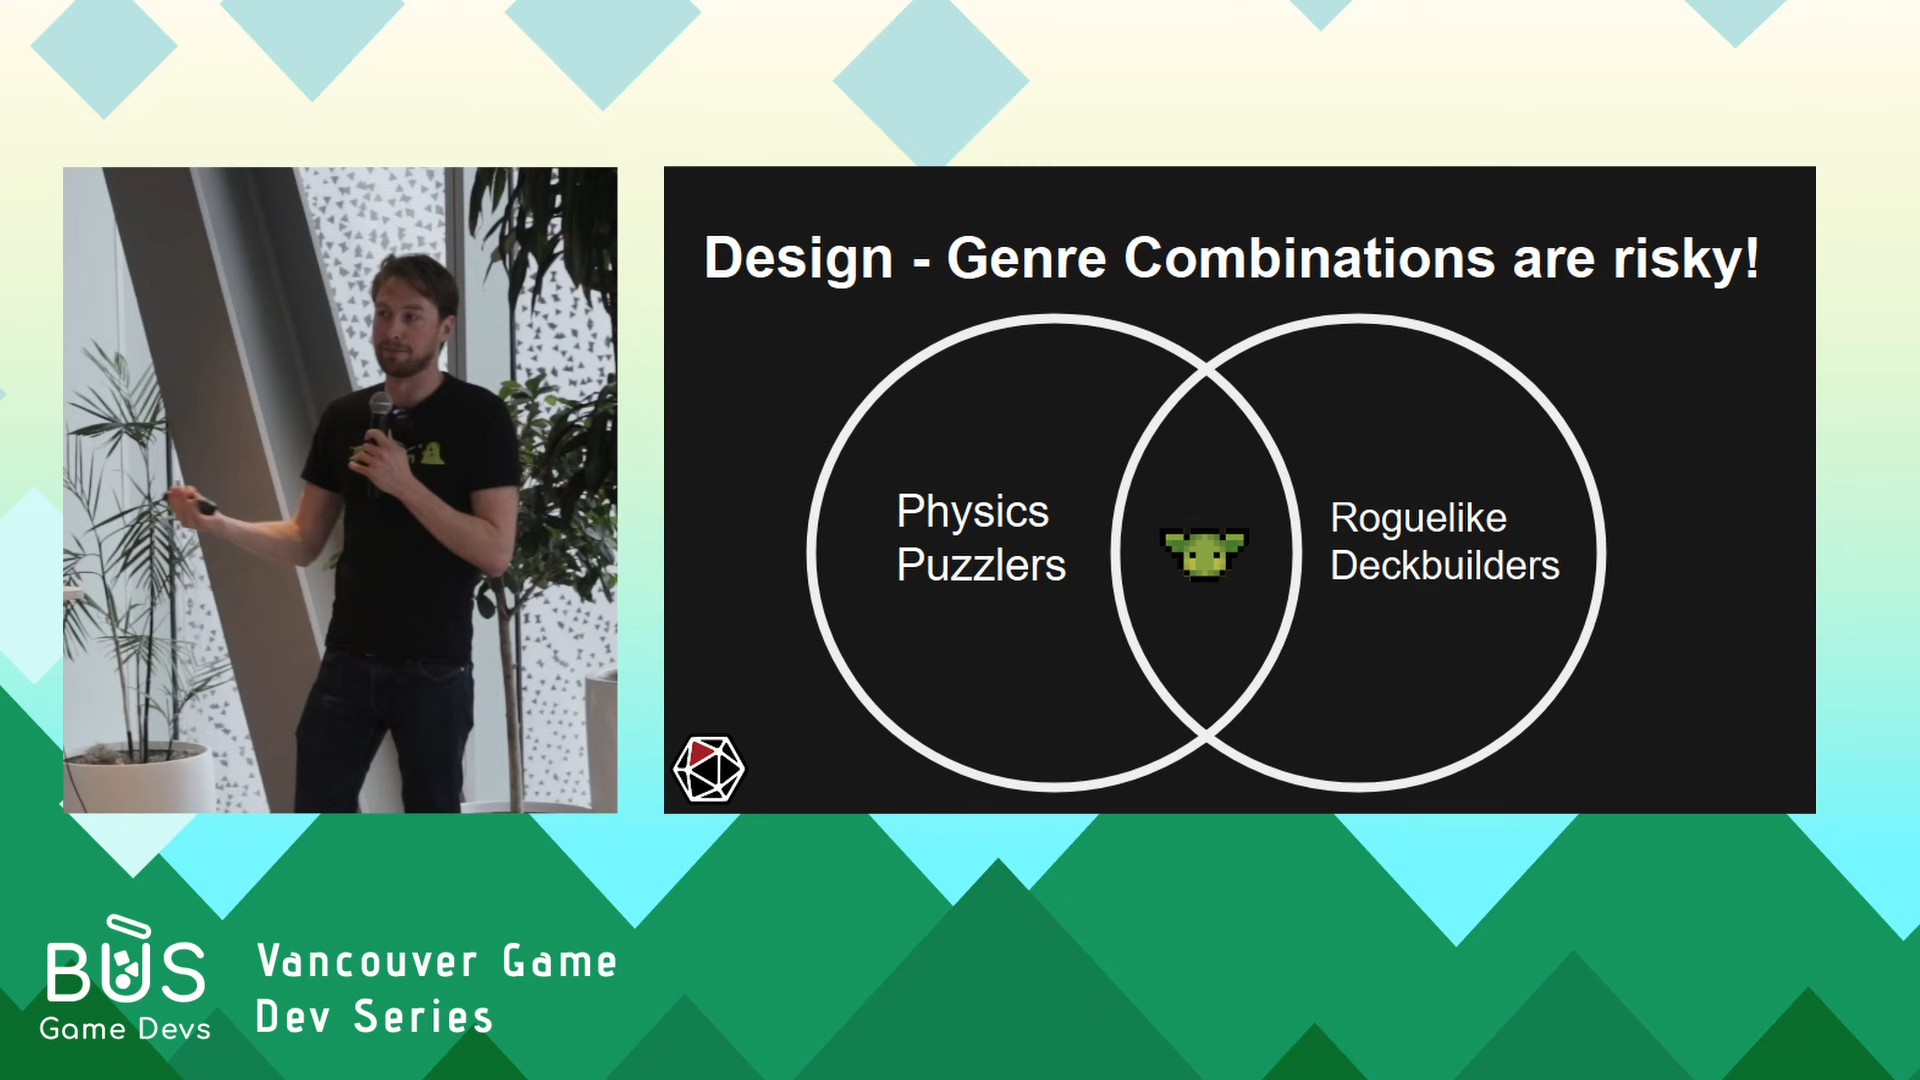 Design - Genre Combinations are risky!
Physics
Puzzlers
Roguelike
Deckbuilders
BUS
Game Devs
Vancouver Game
Dev Series